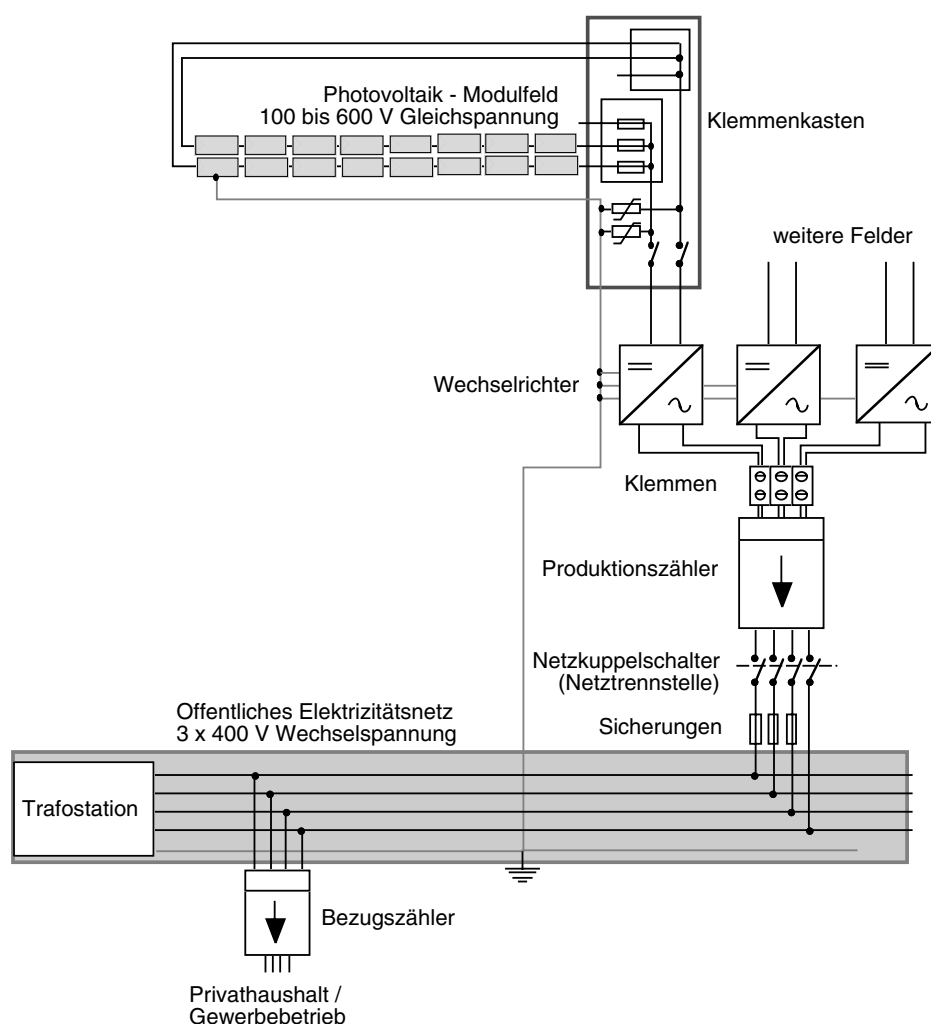 Photovoltaik - Modulfeld
100 bis 600 V Gleichspannung
Klemmenkasten
weitere Felder
Wechselrichter
Klemmen
Produktionszähler
Netzkuppelschalter
(Netztrennstelle)
Sicherungen
Offentliches Elektrizitätsnetz
3 x 400 V Wechselspannung
Trafostation
Bezugszähler
Privathaushalt /
Gewerbebetrieb